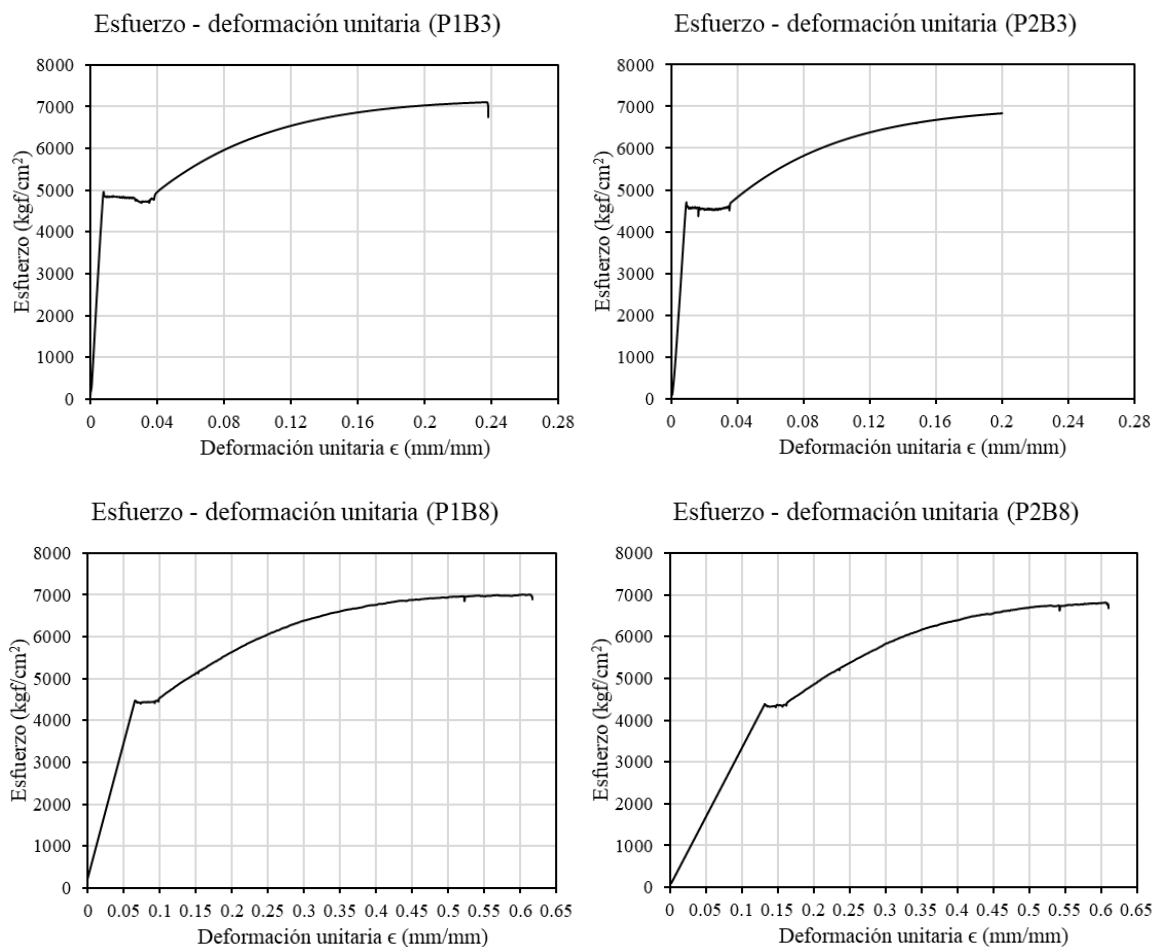 Esfuerzo - deformación unitaria (P1B3)
Esfuerzo (kgf/cm²)
8000
7000
6000
5000
4000
3000
2000
1000
0
0 0.04 0.08 0.12 0.16 0.2 0.24 0.28
Deformación unitaria ϵ (mm/mm)
Esfuerzo - deformación unitaria (P2B3)
Esfuerzo (kgf/cm²)
8000
7000
6000
5000
4000
3000
2000
1000
0
0 0.04 0.08 0.12 0.16 0.2 0.24 0.28
Deformación unitaria ϵ (mm/mm)
Esfuerzo - deformación unitaria (P1B8)
Esfuerzo (kgf/cm²)
8000
7000
6000
5000
4000
3000
2000
1000
0
0 0.05 0.1 0.15 0.2 0.25 0.3 0.35 0.4 0.45 0.5 0.55 0.6 0.65
Deformación unitaria ϵ (mm/mm)
Esfuerzo - deformación unitaria (P2B8)
Esfuerzo (kgf/cm²)
8000
7000
6000
5000
4000
3000
2000
1000
0
0 0.05 0.1 0.15 0.2 0.25 0.3 0.35 0.4 0.45 0.5 0.55 0.6 0.65
Deformación unitaria ϵ (mm/mm)